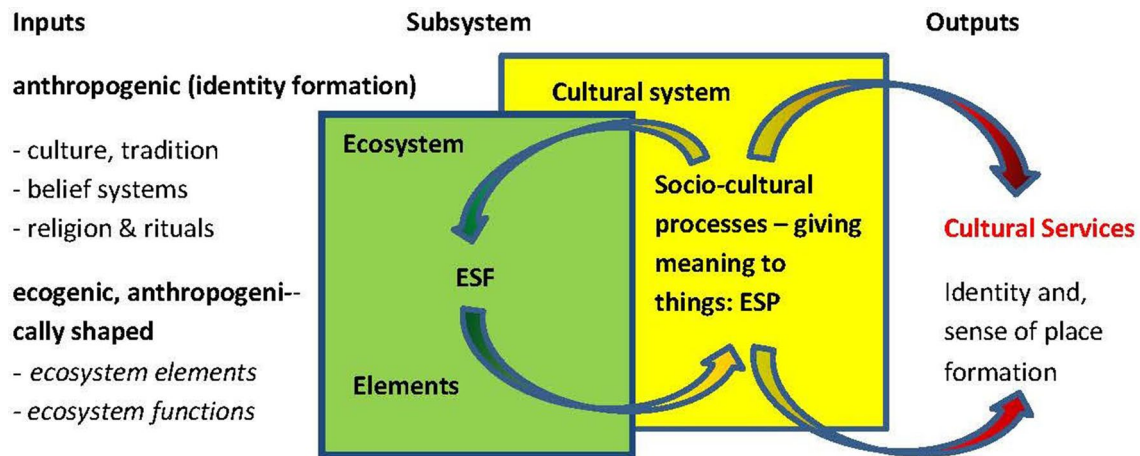 Inputs
Subsystem
Outputs
anthropogenic (identity formation)
- culture, tradition
- belief systems
- religion & rituals
ecogenic, anthropogeni--
cally shaped
- ecosystem elements
- ecosystem functions
Ecosystem
ESF
Elements
Cultural system
Socio-cultural
processes – giving
meaning to
things: ESP
Cultural Services
Identity and,
sense of place
formation